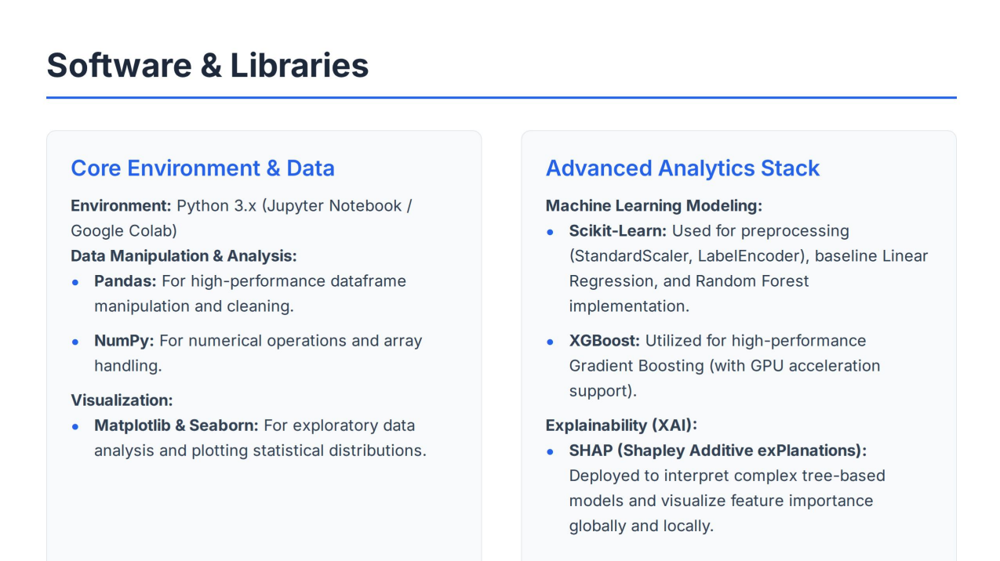 Software & Libraries
Core Environment & Data
Environment: Python 3.x (Jupyter Notebook /
Google Colab)
Data Manipulation & Analysis:
• Pandas: For high-performance dataframe
manipulation and cleaning.
• NumPy: For numerical operations and array
handling.
Visualization:
• Matplotlib & Seaborn: For exploratory data
analysis and plotting statistical distributions.
Advanced Analytics Stack
Machine Learning Modeling:
• Scikit-Learn: Used for preprocessing
(StandardScaler, LabelEncoder), baseline Linear
Regression, and Random Forest
implementation.
• XGBoost: Utilized for high-performance
Gradient Boosting (with GPU acceleration
support).
Explainability (XAI):
• SHAP (Shapley Additive exPlanations):
Deployed to interpret complex tree-based
models and visualize feature importance
globally and locally.